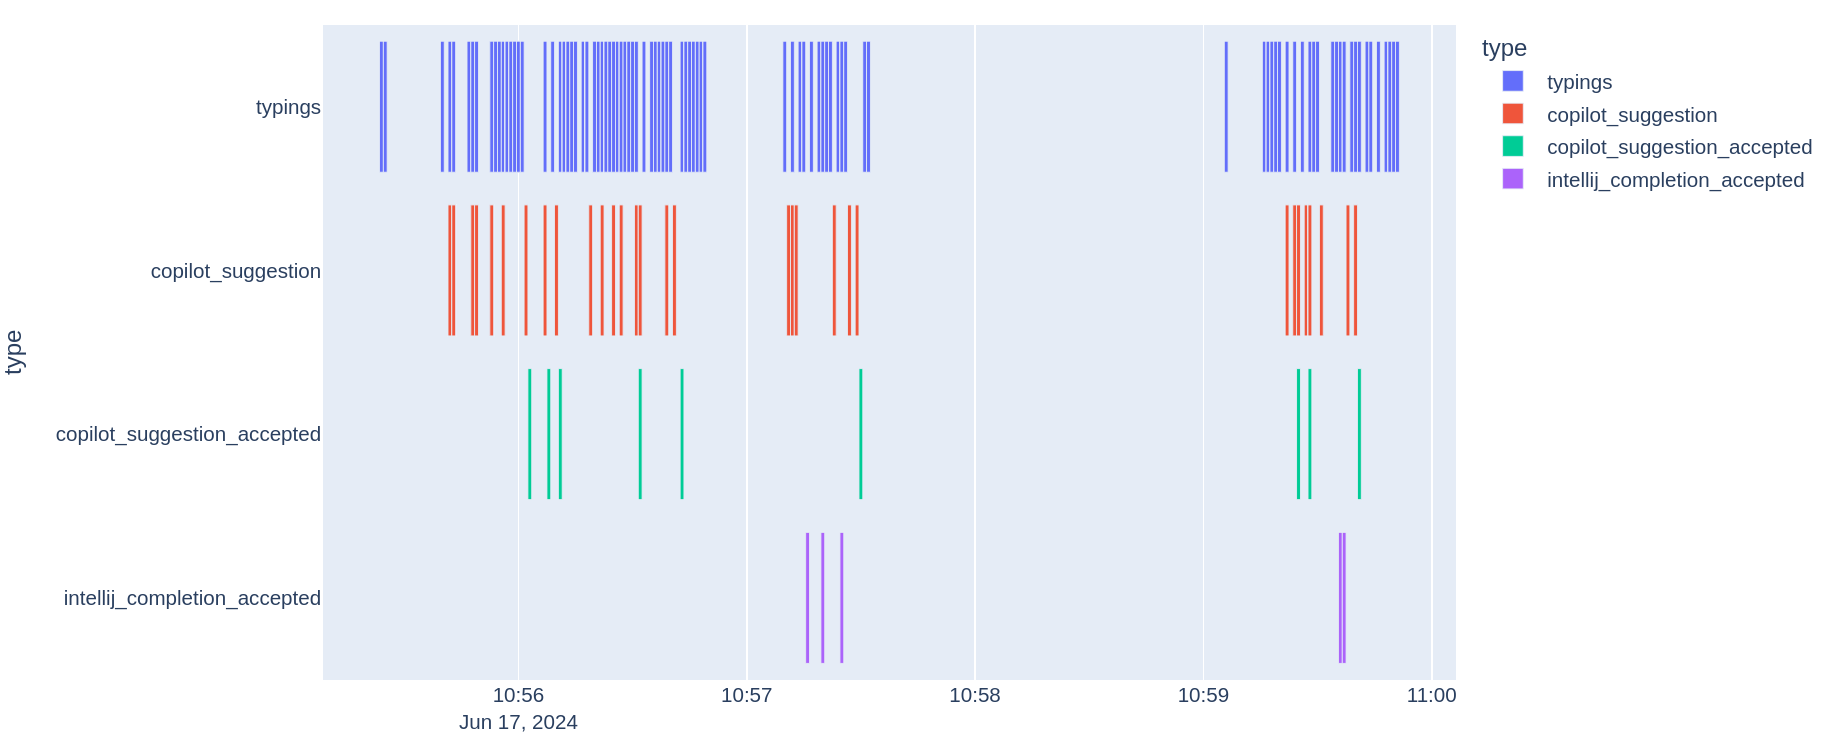 type
typings
copilot_suggestion
copilot_suggestion_accepted
intellij_completion_accepted
10:56
Jun 17, 2024
10:57
10:58
10:59
11:00
type
typings
copilot_suggestion
copilot_suggestion_accepted
intellij_completion_accepted